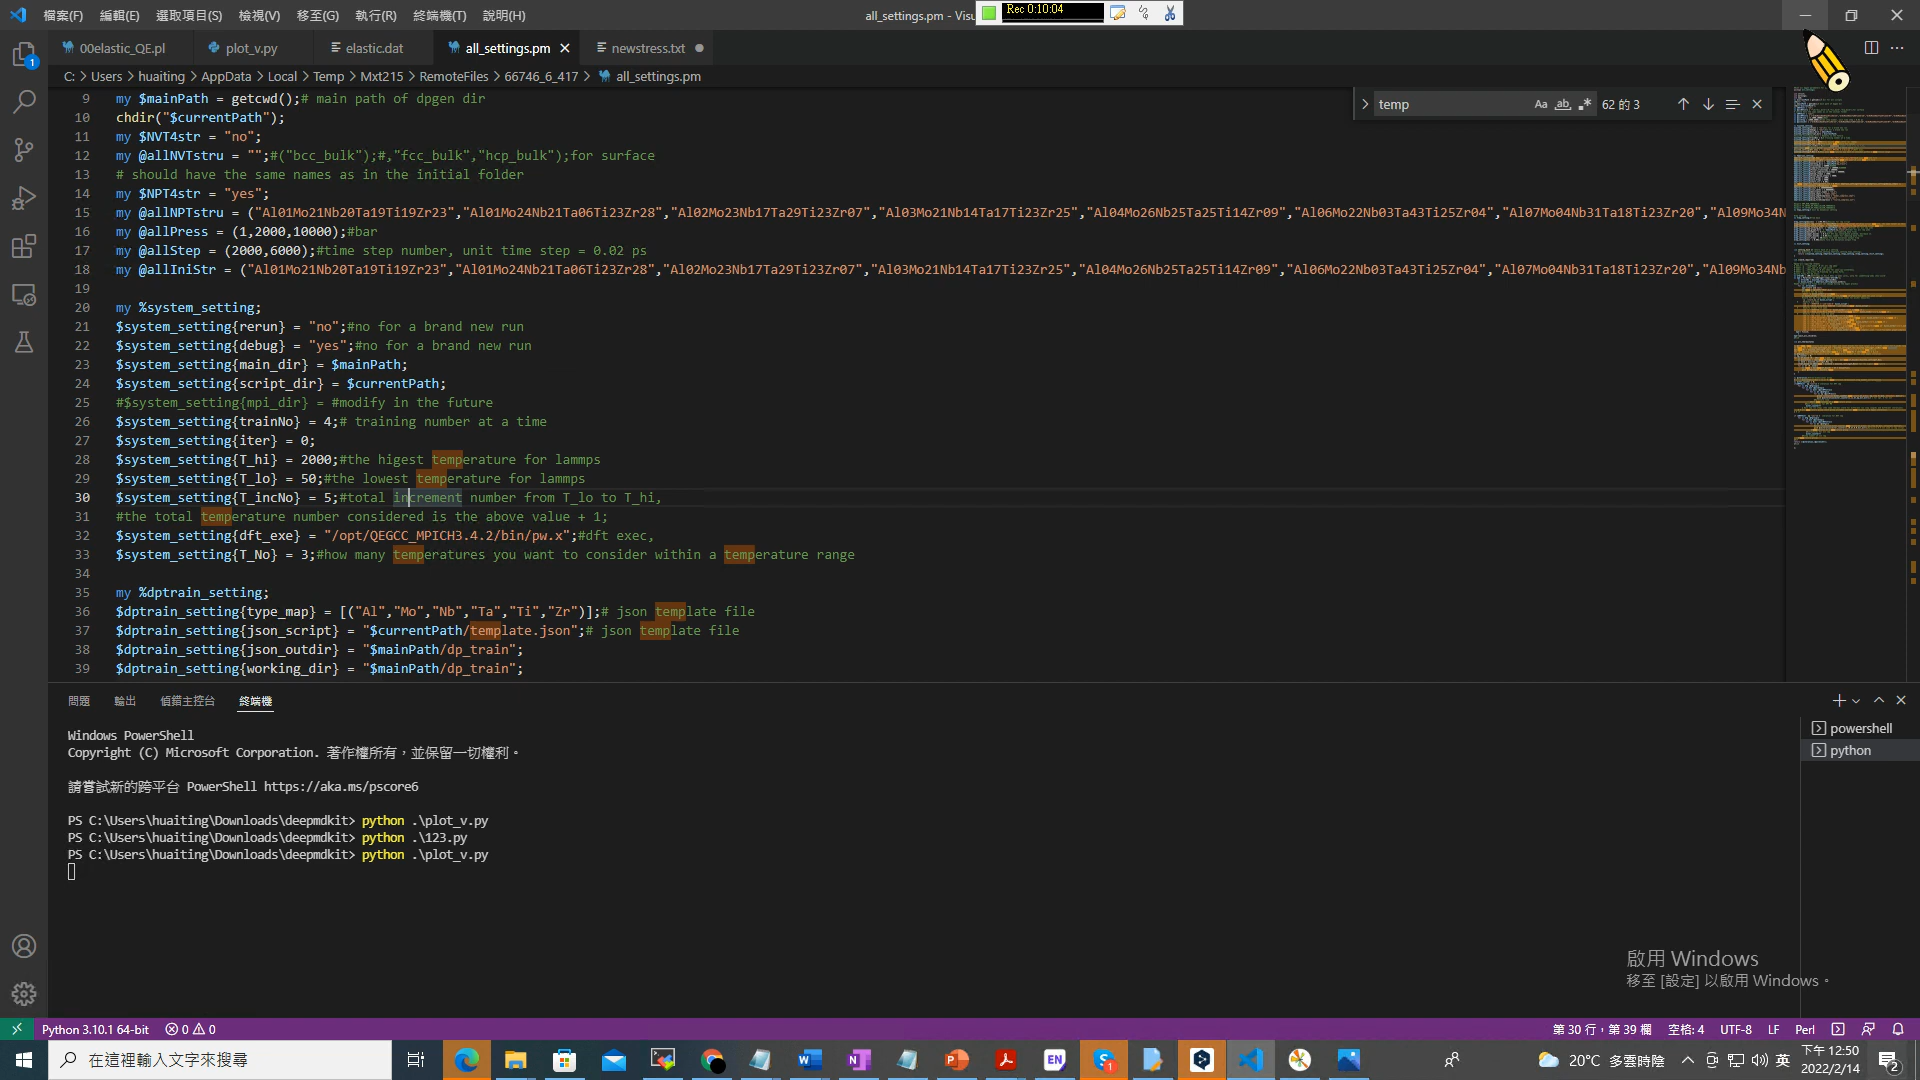 檔案(F) 編輯(E) 選取項目(S) 檢視(V) 移至(G) 執行(R) 終端機(T) 說明(H)
all_settings.pm - Visu
Rec 0:10:04
00elastic_QE.pl
plot_v.py
elastic.dat
all_settings.pm
newstress.txt
C: > Users > huaiting > AppData > Local > Temp > Mxt215 > RemoteFiles > 66746_6_417 > all_settings.pm
temp
Aa ab 62 的 3
9 my $mainPath = getcwd();# main path of dpgen dir
10 chdir("$currentPath");
11 my $NVT4str = "no";
12 my @allNVTstru = "";#("bcc_bulk");#,"fcc_bulk","hcp_bulk");for surface
13 # should have the same names as in the initial folder
14 my $NPT4str = "yes";
15 my @allNPTstru = ("Al01Mo21Nb20Ta19Ti19Zr23","Al01Mo24Nb21Ta06Ti23Zr28","Al02Mo23Nb17Ta29Ti23Zr07","Al03Mo21Nb14Ta17Ti23Zr25","Al04Mo26Nb25Ta25Ti14Zr09","Al06Mo22Nb03Ta43Ti25Zr04","Al07Mo04Nb31Ta18Ti23Zr20","Al09Mo34N
16 my @allPress = (1,2000,10000);#bar
17 my @allStep = (2000,6000);#time step number, unit time step = 0.02 ps
18 my @allIniStr = ("Al01Mo21Nb20Ta19Ti19Zr23","Al01Mo24Nb21Ta06Ti23Zr28","Al02Mo23Nb17Ta29Ti23Zr07","Al03Mo21Nb14Ta17Ti23Zr25","Al04Mo26Nb25Ta25Ti14Zr09","Al06Mo22Nb03Ta43Ti25Zr04","Al07Mo04Nb31Ta18Ti23Zr20","Al09Mo34Nb
19
20 my %system_setting;
21 $system_setting{rerun} = "no";#no for a brand new run
22 $system_setting{debug} = "yes";#no for a brand new run
23 $system_setting{main_dir} = $mainPath;
24 $system_setting{script_dir} = $currentPath;
25 #$system_setting{mpi_dir} = #modify in the future
26 $system_setting{trainNo} = 4;# training number at a time
27 $system_setting{iter} = 0;
28 $system_setting{T_hi} = 2000;#the higest temperature for lammps
29 $system_setting{T_lo} = 50;#the lowest temperature for lammps
30 $system_setting{T_incNo} = 5;#total increment number from T_lo to T_hi,
31 #the total temperature number considered is the above value + 1;
32 $system_setting{dft_exe} = "/opt/QEGCC_MPICH3.4.2/bin/pw.x";#dft exec,
33 $system_setting{T_No} = 3;#how many temperatures you want to consider within a temperature range
34
35 my %dptrain_setting;
36 $dptrain_setting{type_map} = [("Al","Mo","Nb","Ta","Ti","Zr")];# json template file
37 $dptrain_setting{json_script} = "$currentPath/template.json";# json template file
38 $dptrain_setting{json_outdir} = "$mainPath/dp_train";
39 $dptrain_setting{working_dir} = "$mainPath/dp_train";
問題 輸出 偵錯主控台 終端機
powershell
python
Windows PowerShell
Copyright (C) Microsoft Corporation. 著作權所有，並保留一切權利。
請嘗試新的跨平台 PowerShell https://aka.ms/pscore6
PS C:\Users\huaiting\Downloads\deepmdkit> python .\plot_v.py
PS C:\Users\huaiting\Downloads\deepmdkit> python .\123.py
PS C:\Users\huaiting\Downloads\deepmdkit> python .\plot_v.py
啟用 Windows
移至 [設定] 以啟用 Windows。
Python 3.10.1 64-bit 0 0
第 30 行，第 39 欄 空格: 4 UTF-8 LF Perl
在這裡輸入文字來搜尋
20°C 多雲時陰
英
下午 12:50
2022/2/14
2